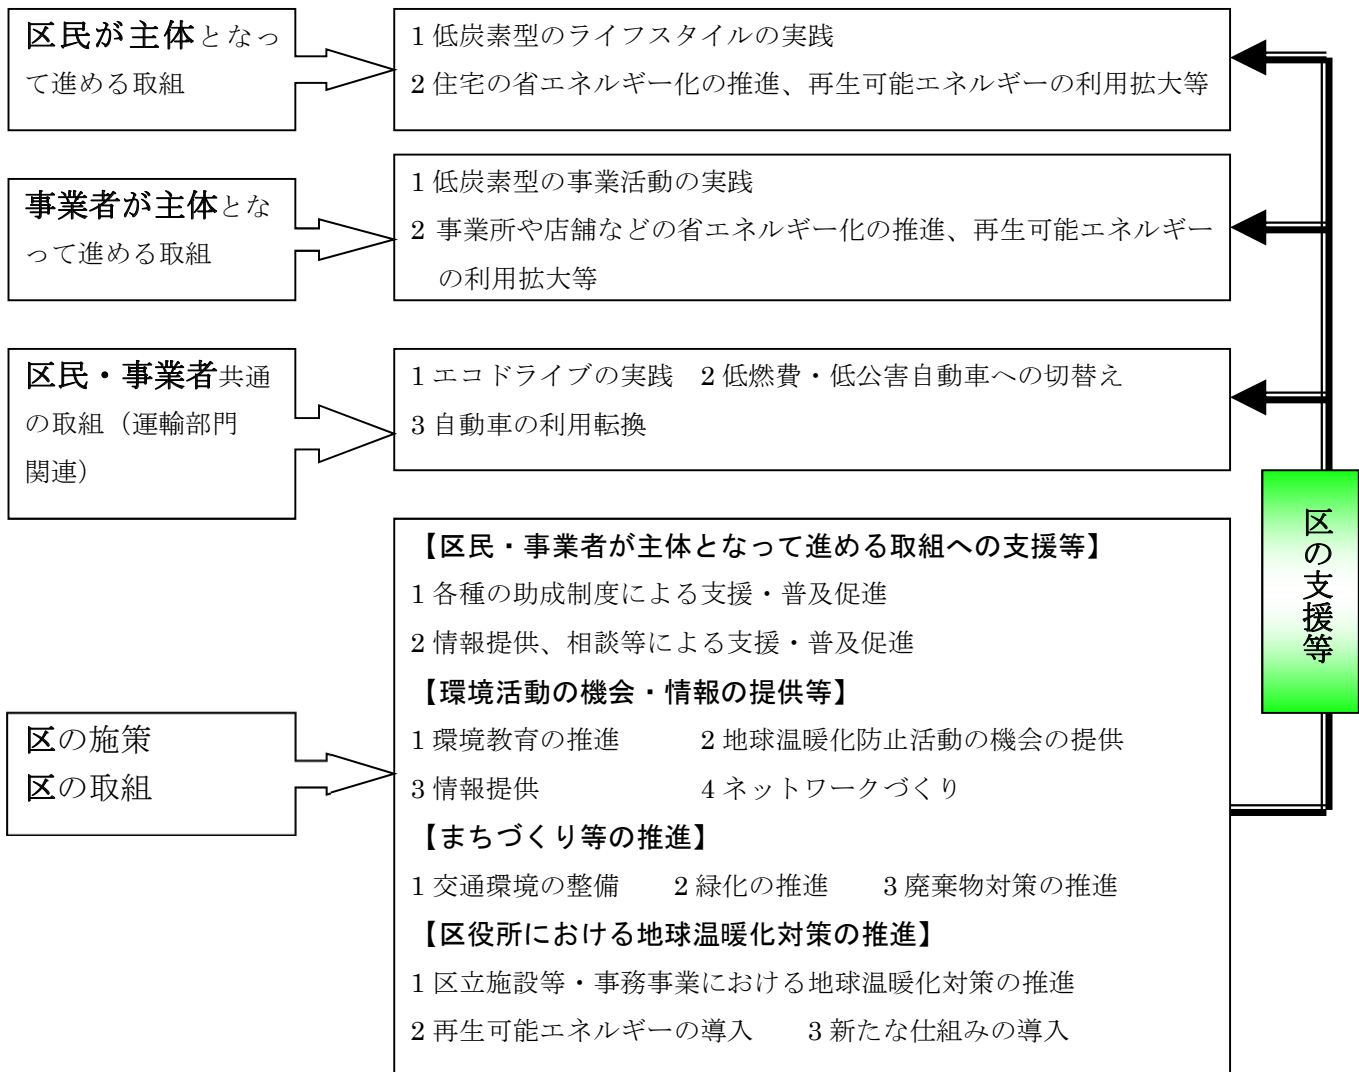 区民が主体となっ
て進める取組
1 低炭素型のライフスタイルの実践
2 住宅の省エネルギー化の推進、再生可能エネルギーの利用拡大等
事業者が主体とな
って進める取組
1 低炭素型の事業活動の実践
2 事業所や店舗などの省エネルギー化の推進、再生可能エネルギー
の利用拡大等
区民・事業者共通
の取組（運輸部門
関連）
1 エコドライブの実践　2 低燃費・低公害自動車への切替え
3 自動車の利用転換
区の支援等
区の施策
区の取組
【区民・事業者が主体となって進める取組への支援等】
1 各種の助成制度による支援・普及促進
2 情報提供、相談等による支援・普及促進
【環境活動の機会・情報の提供等】
1 環境教育の推進　2 地球温暖化防止活動の機会の提供
3 情報提供　4 ネットワークづくり
【まちづくり等の推進】
1 交通環境の整備　2 緑化の推進　3 廃棄物対策の推進
【区役所における地球温暖化対策の推進】
1 区立施設等・事務事業における地球温暖化対策の推進
2 再生可能エネルギーの導入　3 新たな仕組みの導入